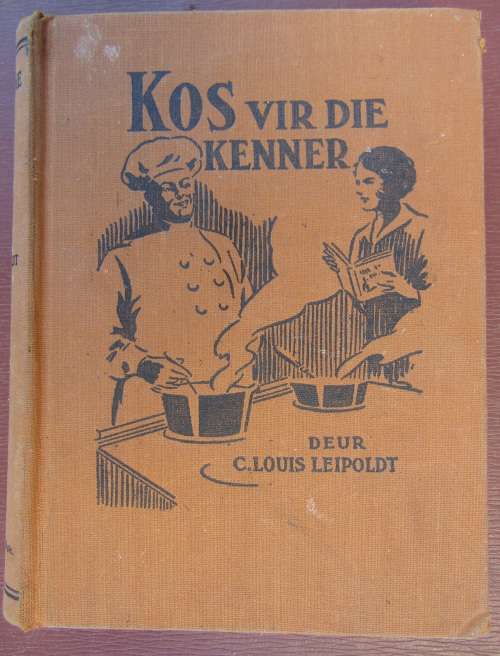 KOS VIR DIE
KENNER
DEUR
C. LOUIS LEIPOLDT